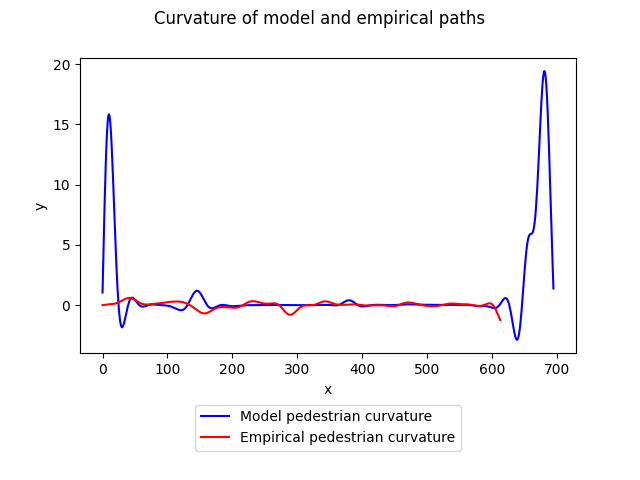 Curvature of model and empirical paths
20
15
10
5
0
y
0 100 200 300 400 500 600 700
x
Model pedestrian curvature
Empirical pedestrian curvature